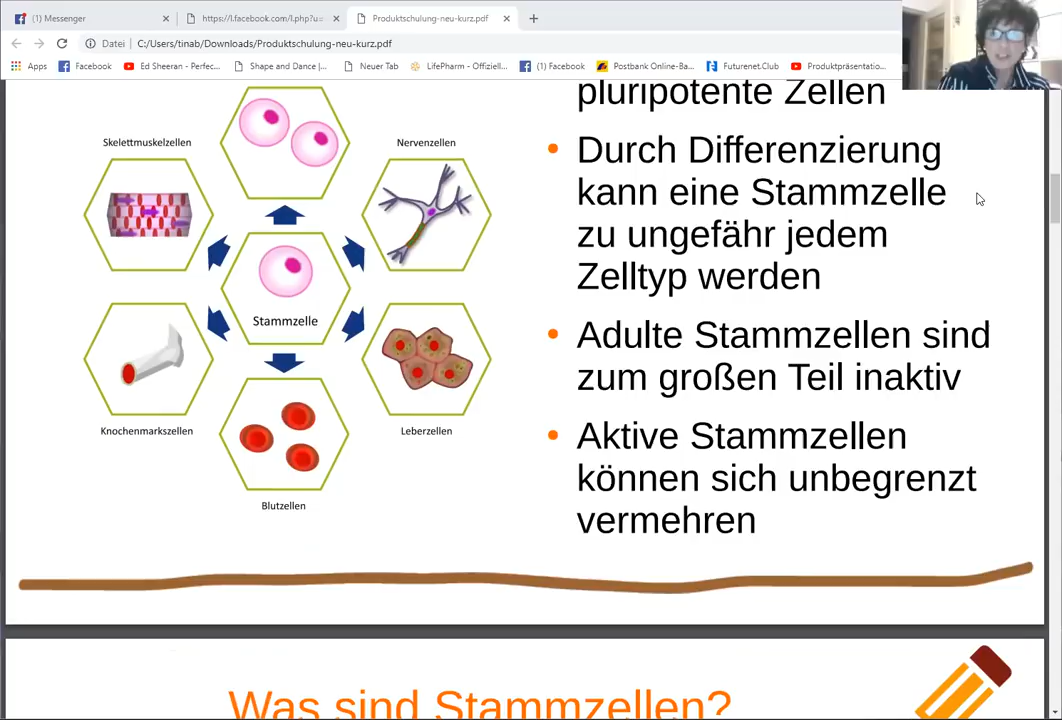 (1) Messenger
https://l.facebook.com/l.php?u=
Produktschulung-neu-kurz.pdf
Datei
C:/Users/tinab/Downloads/Produktschulung-neu-kurz.pdf
Apps
Facebook
Ed Sheeran - Perfec...
Shape and Dance |...
Neuer Tab
LifePharm - Offiziell...
(1) Facebook
Postbank Online-Ba...
Futurenet.Club
Produktpräsentatio...
Skelettmuskelzellen
Nervenzellen
Stammzelle
Knochenmarkszellen
Leberzellen
Blutzellen
pluripotente Zellen
• Durch Differenzierung
kann eine Stammzelle
zu ungefähr jedem
Zelltyp werden
• Adulte Stammzellen sind
zum großen Teil inaktiv
• Aktive Stammzellen
können sich unbegrenzt
vermehren
Was sind Stammzellen?